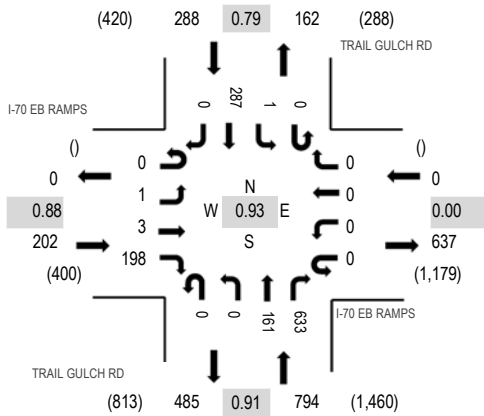 (420) 288 0.79 162 (288)
TRAIL GULCH RD
I-70 EB RAMPS
0 287 1 0
() ()
0 0 0 0
1 N 0
0.88 W 0.93 E 0.00
202 3 S 0 637
198 0
(400) (1,179)
0 0 161 633
I-70 EB RAMPS
TRAIL GULCH RD
(813) 485 0.91 794 (1,460)